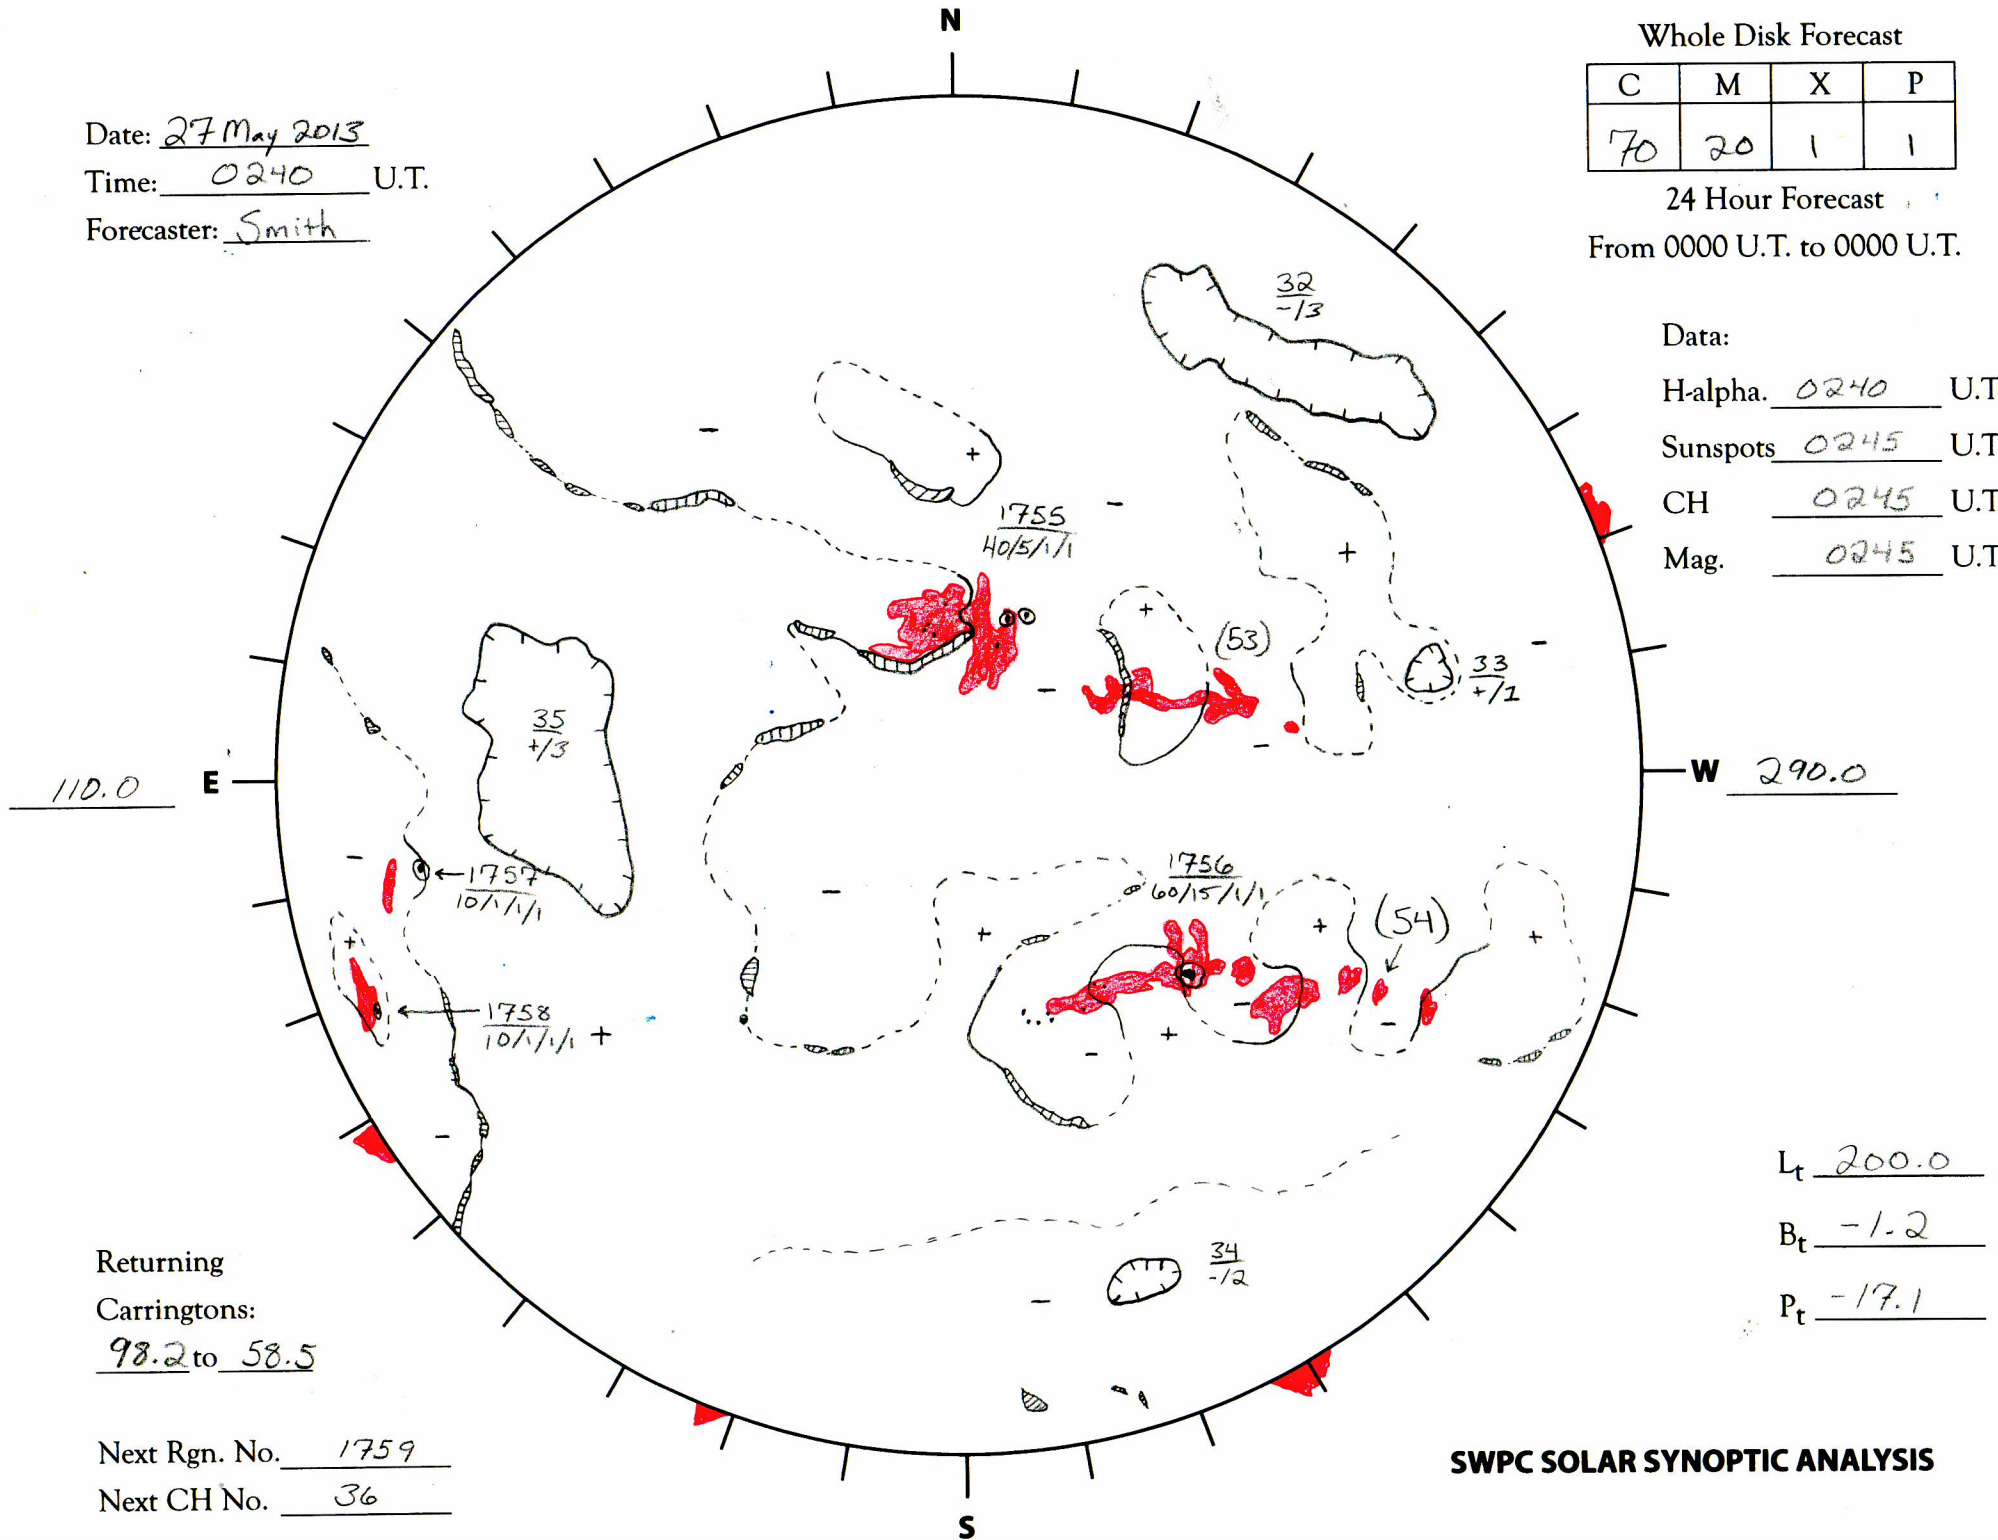 N
Date: 27 May 2013
Time: 0240 U.T.
Forecaster: Smith
Whole Disk Forecast
C M X P
70 20 1 1
24 Hour Forecast
From 0000 U.T. to 0000 U.T.
Data:
H-alpha. 0240 U.T
Sunspots 0245 U.T
CH 0245 U.T
Mag. 0245 U.T
32
-/3
-
+
-
1755
40/5/1/1
+
+
(53)
-
33
+/1
35
+/3
-
-
110.0 E
W 290.0
-
1757
10/1/1/1
-
1756
60/15/1/1
+
+
+
(54)
+
1758
10/1/1/1
+
-
+
-
-
-
34
-/2
-
Lt 200.0
Bt -1.2
Pt -17.1
Returning
Carringtons:
98.2 to 58.5
Next Rgn. No. 1759
Next CH No. 36
SWPC SOLAR SYNOPTIC ANALYSIS
S